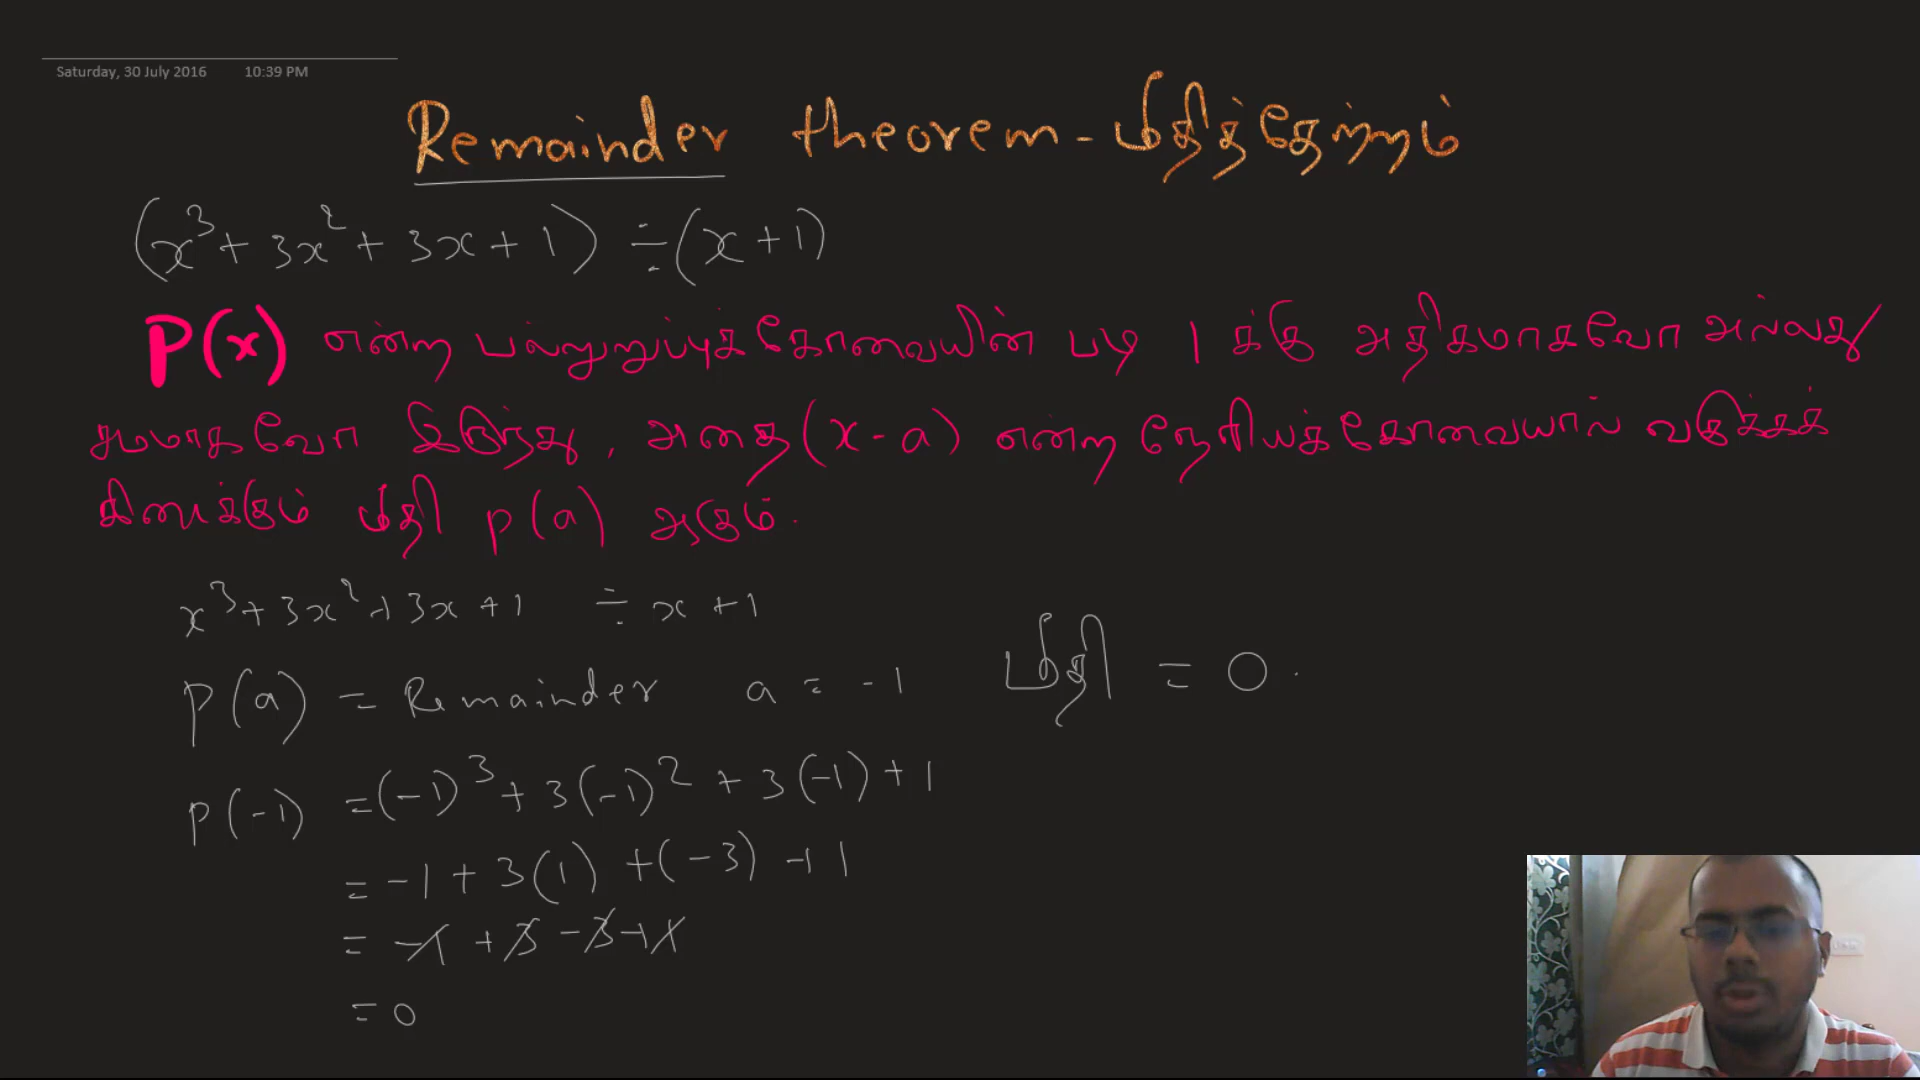 Saturday, 30 July 2016 10:39 PM
Remainder theorem - மீதித்தேற்றம்
(x³ + 3x² + 3x + 1) ÷ (x + 1)
P(x) என்ற பல்லுறுப்புக்கோவையின் படி 1 க்கு அதிகமாகவோ அல்லது
சமமாகவோ இருந்து, அதை (x - a) என்ற நேரியக்கோவையால் வகுக்கக்
கிடைக்கும் மீதி p(a) ஆகும்.
x³ + 3x² + 3x + 1 ÷ x + 1
P(a) = Remainder a = -1 மீதி = 0.
P(-1) = (-1)³ + 3(-1)² + 3(-1) + 1
= -1 + 3(1) + (-3) + 1
= -1 + 3 - 3 + 1
= 0